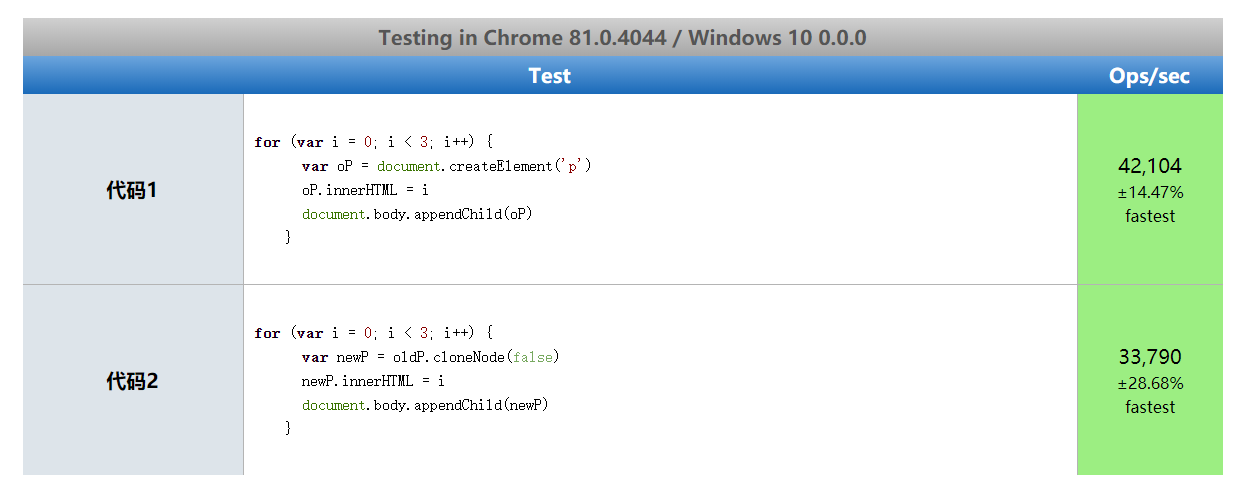 Testing in Chrome 81.0.4044 / Windows 10 0.0.0
Test Ops/sec
代码1
for (var i = 0; i < 3; i++) {
var oP = document.createElement('p')
oP.innerHTML = i
document.body.appendChild(oP)
}
42,104
±14.47%
fastest
代码2
for (var i = 0; i < 3; i++) {
var newP = oldP.cloneNode(false)
newP.innerHTML = i
document.body.appendChild(newP)
}
33,790
±28.68%
fastest